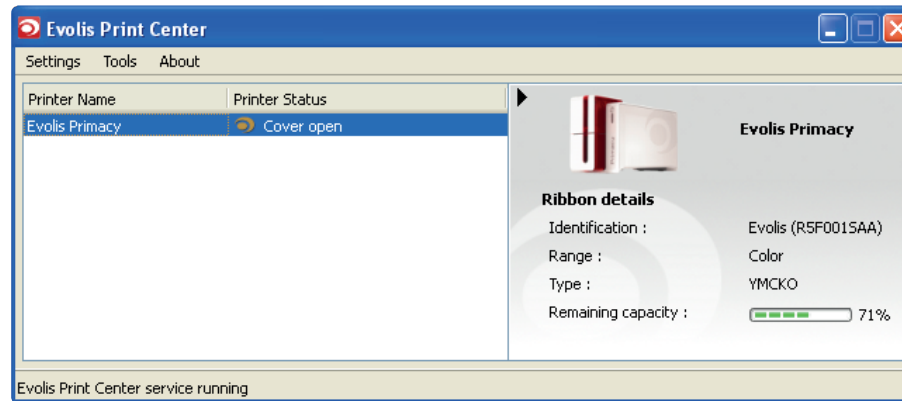 Evolis Print Center
Settings Tools About
Printer Name Printer Status
Evolis Primacy Cover open
Evolis Primacy
Ribbon details
Identification : Evolis (R5F001SAA)
Range : Color
Type : YMCKO
Remaining capacity : 71%
Evolis Print Center service running